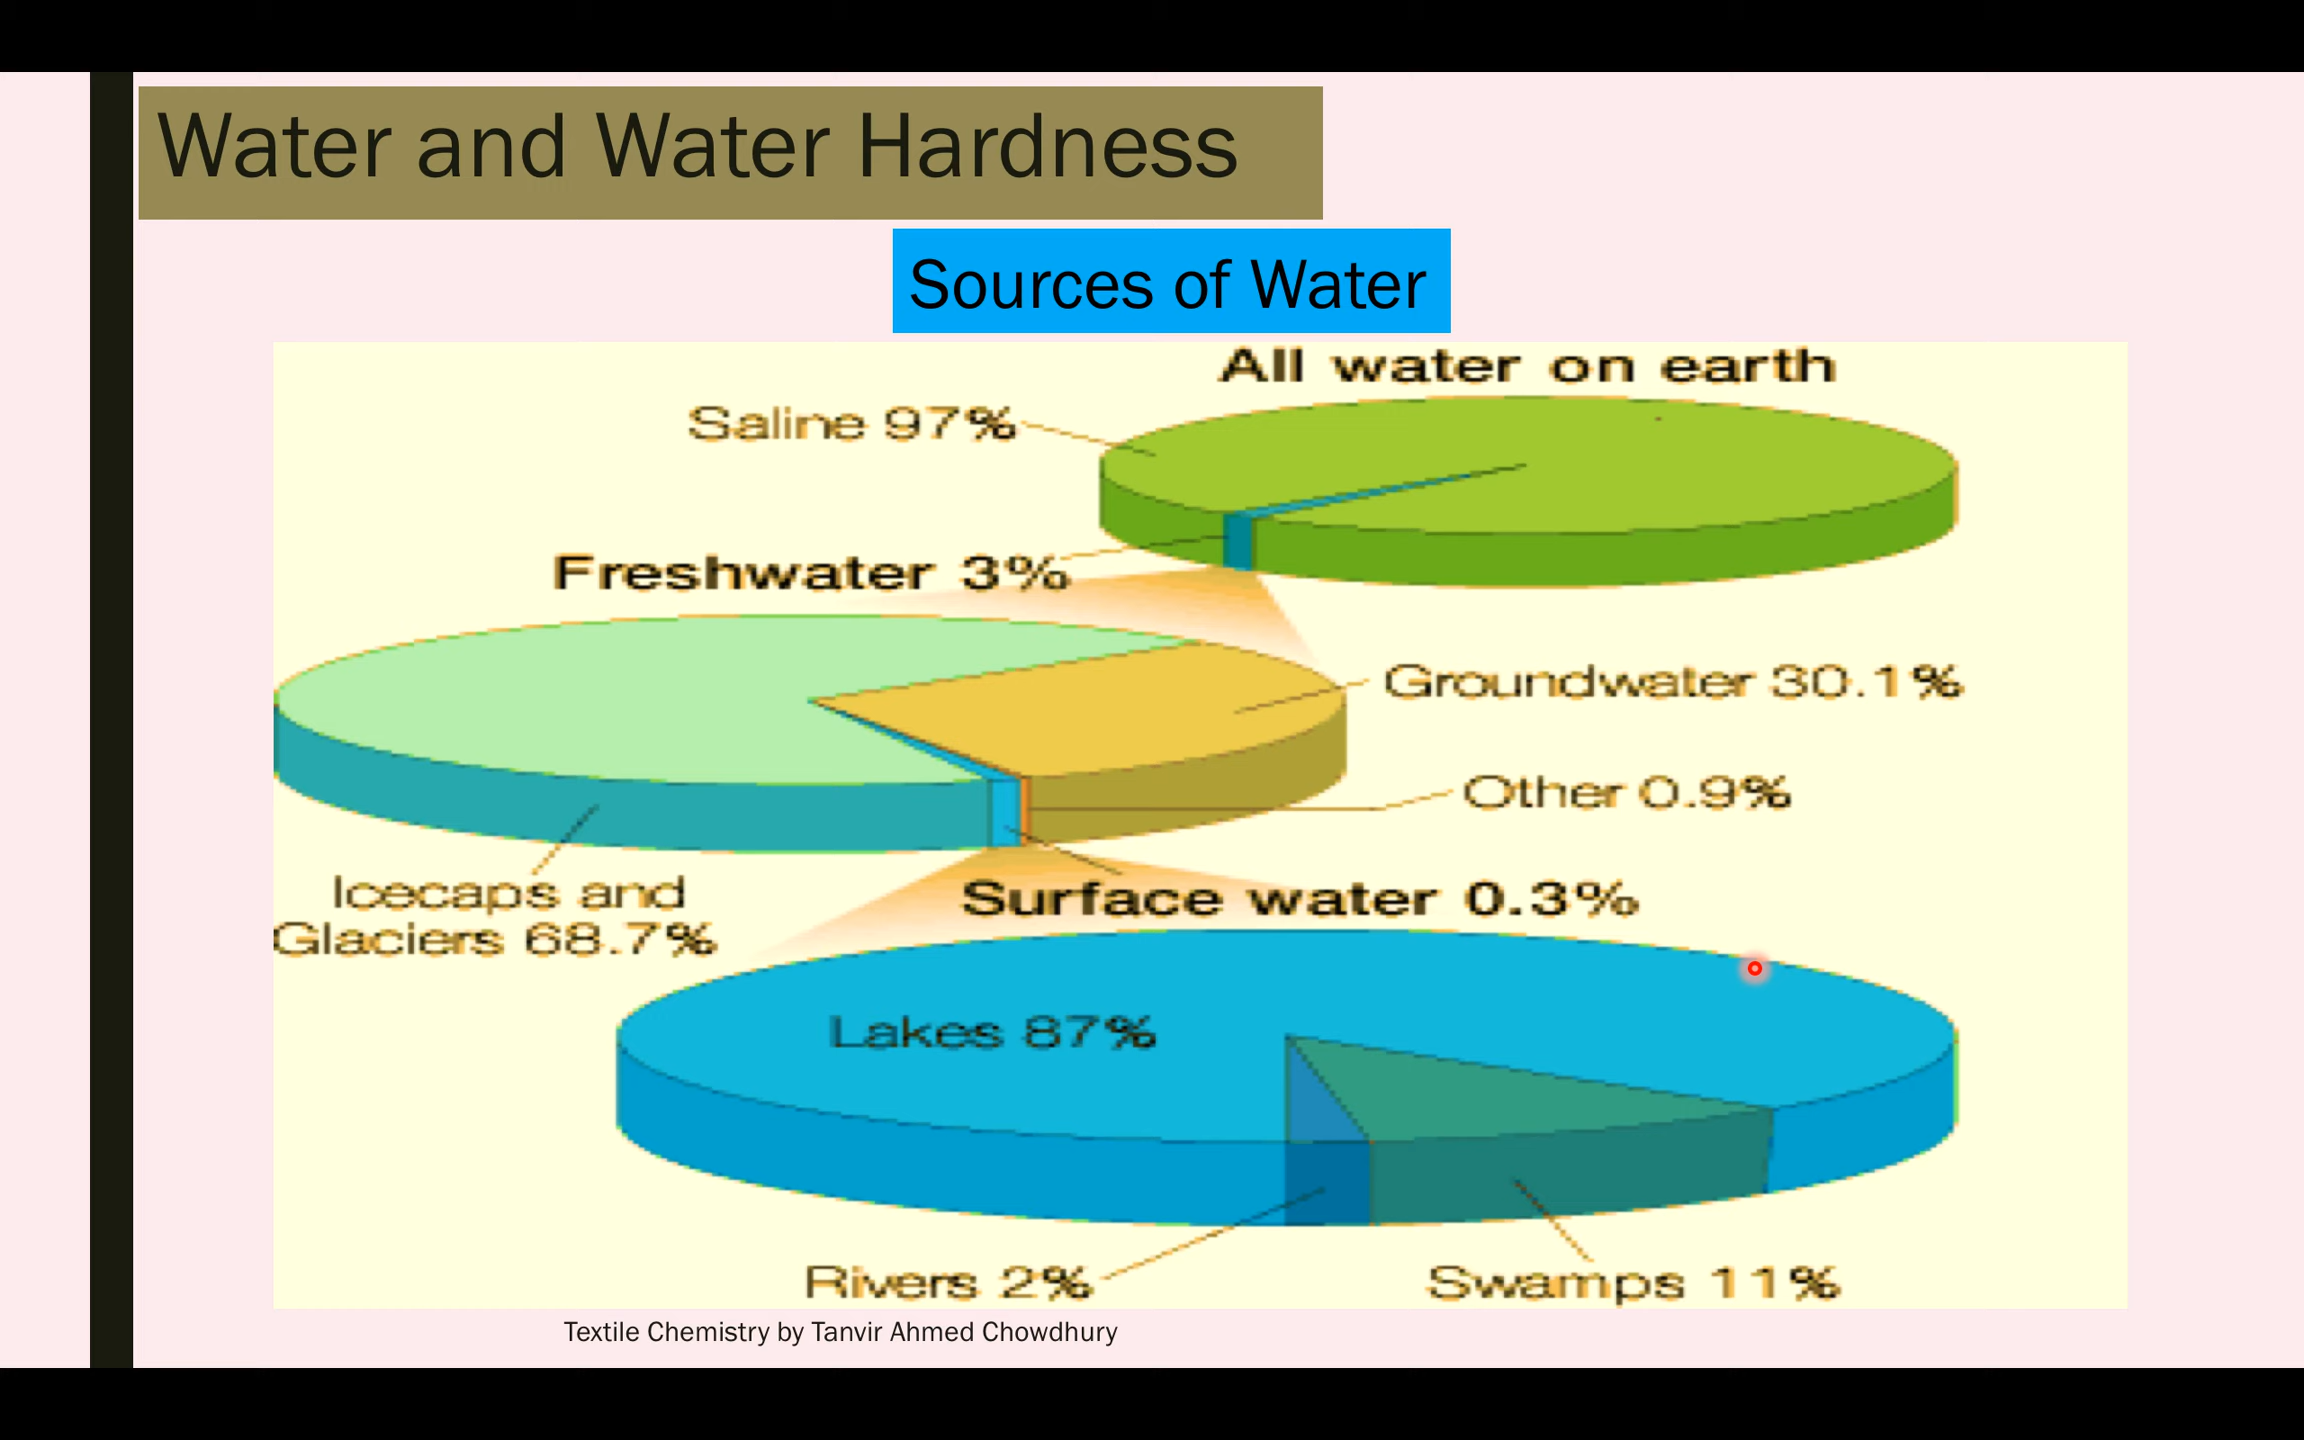 Water and Water Hardness
Sources of Water
All water on earth
Saline 97%
Freshwater 3%
Groundwater 30.1%
Other 0.9%
Icecaps and
Glaciers 68.7%
Surface water 0.3%
Lakes 87%
Rivers 2%
Swamps 11%
Textile Chemistry by Tanvir Ahmed Chowdhury